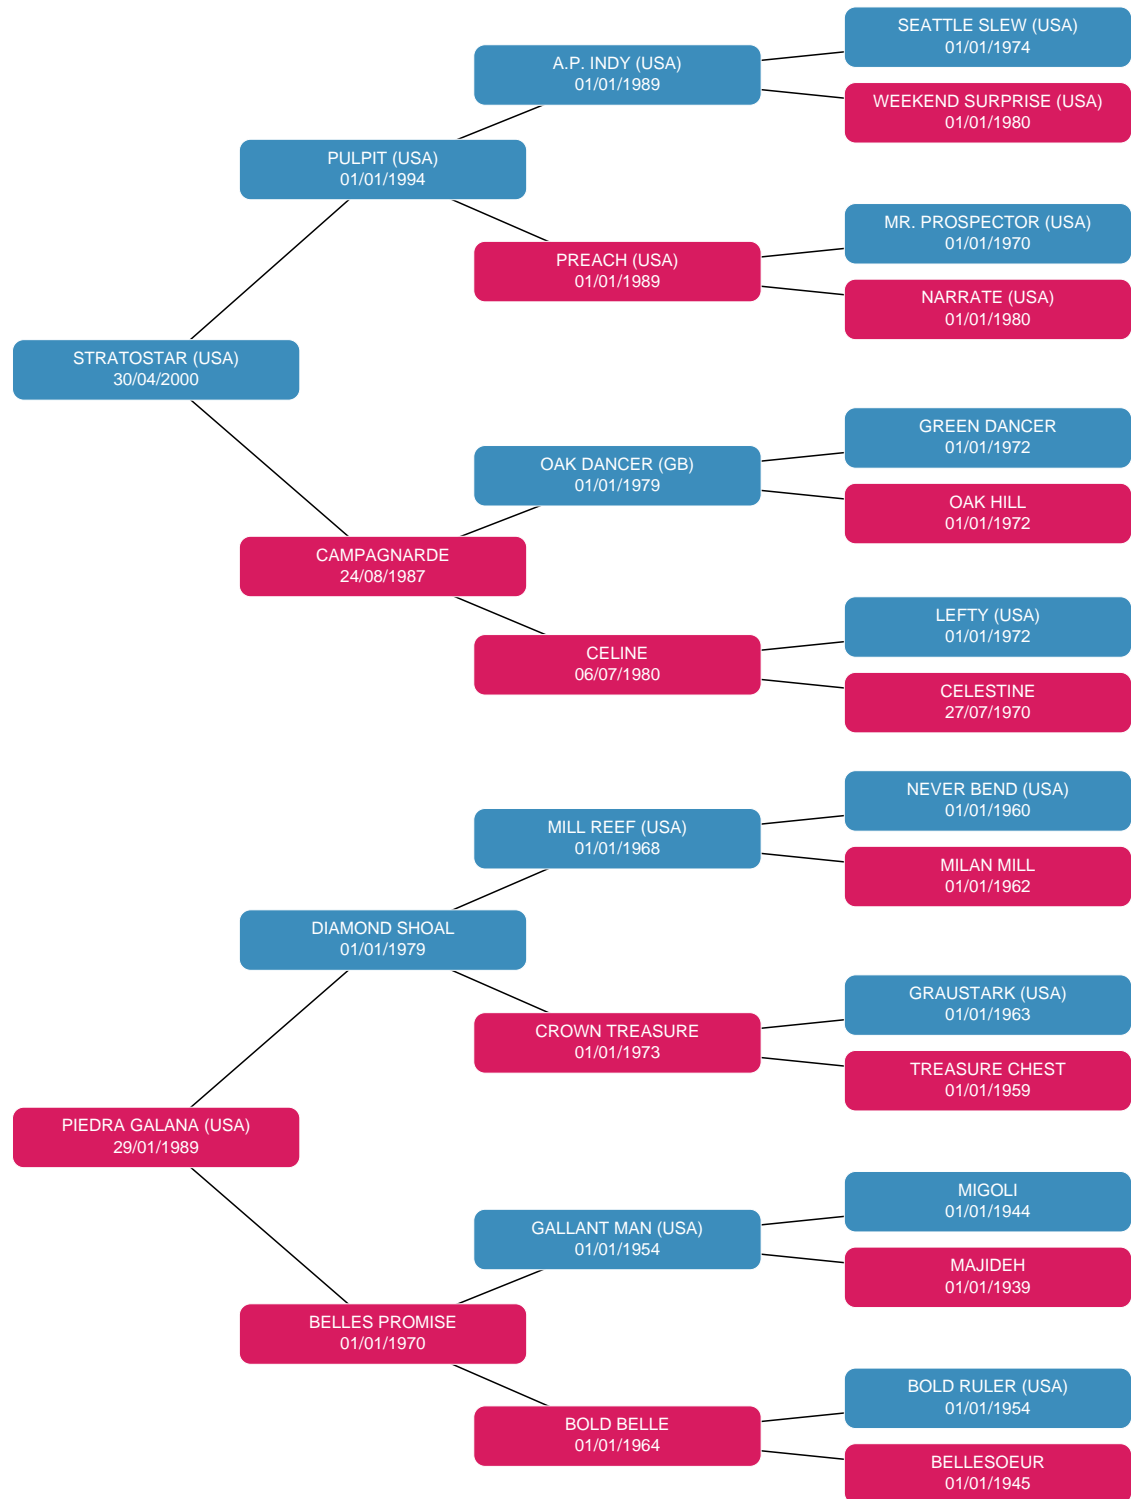 SEATTLE SLEW (USA)
01/01/1974
A.P. INDY (USA)
01/01/1989
WEEKEND SURPRISE (USA)
01/01/1980
PULPIT (USA)
01/01/1994
MR. PROSPECTOR (USA)
01/01/1970
PREACH (USA)
01/01/1989
NARRATE (USA)
01/01/1980
STRATOSTAR (USA)
30/04/2000
GREEN DANCER
01/01/1972
OAK DANCER (GB)
01/01/1979
OAK HILL
01/01/1972
CAMPAGNARDE
24/08/1987
LEFTY (USA)
01/01/1972
CELINE
06/07/1980
CELESTINE
27/07/1970
NEVER BEND (USA)
01/01/1960
MILL REEF (USA)
01/01/1968
MILAN MILL
01/01/1962
DIAMOND SHOAL
01/01/1979
GRAUSTARK (USA)
01/01/1963
CROWN TREASURE
01/01/1973
TREASURE CHEST
01/01/1959
PIEDRA GALANA (USA)
29/01/1989
MIGOLI
01/01/1944
GALLANT MAN (USA)
01/01/1954
MAJIDEH
01/01/1939
BELLES PROMISE
01/01/1970
BOLD RULER (USA)
01/01/1954
BOLD BELLE
01/01/1964
BELLESOEUR
01/01/1945